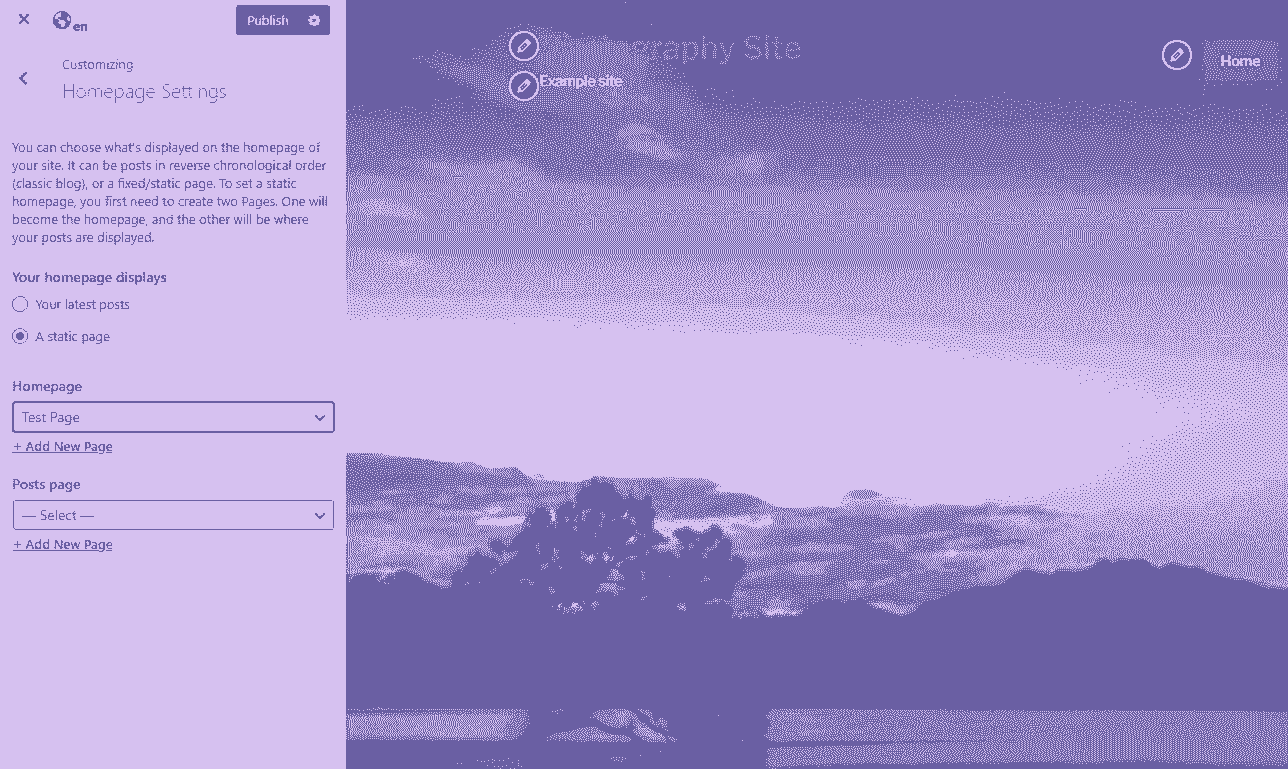 en
Publish
Customizing
Homepage Settings
You can choose what's displayed on the homepage of
your site. It can be posts in reverse chronological order
(classic blog), or a fixed/static page. To set a static
homepage, you first need to create two Pages. One will
become the homepage, and the other will be where
your posts are displayed.
Your homepage displays
Your latest posts
A static page
Homepage
Test Page
+ Add New Page
Posts page
— Select —
+ Add New Page
Site
Example site
Home